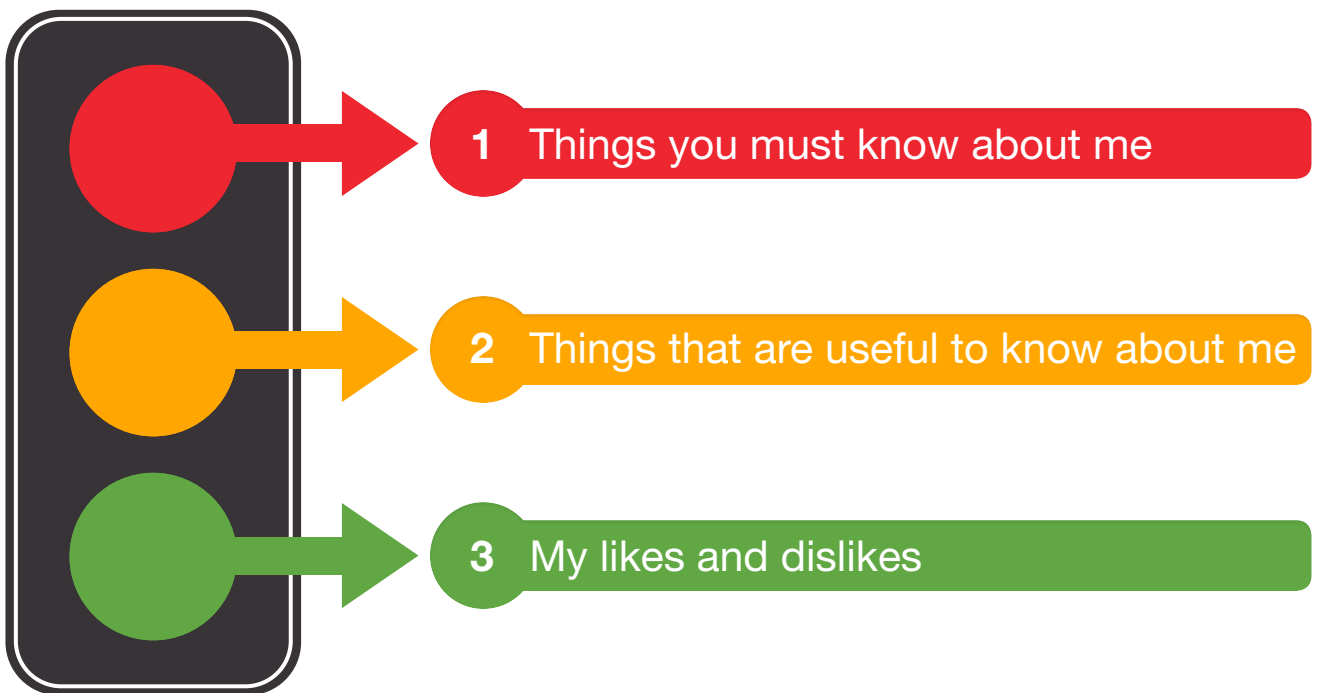 1 Things you must know about me
2 Things that are useful to know about me
3 My likes and dislikes